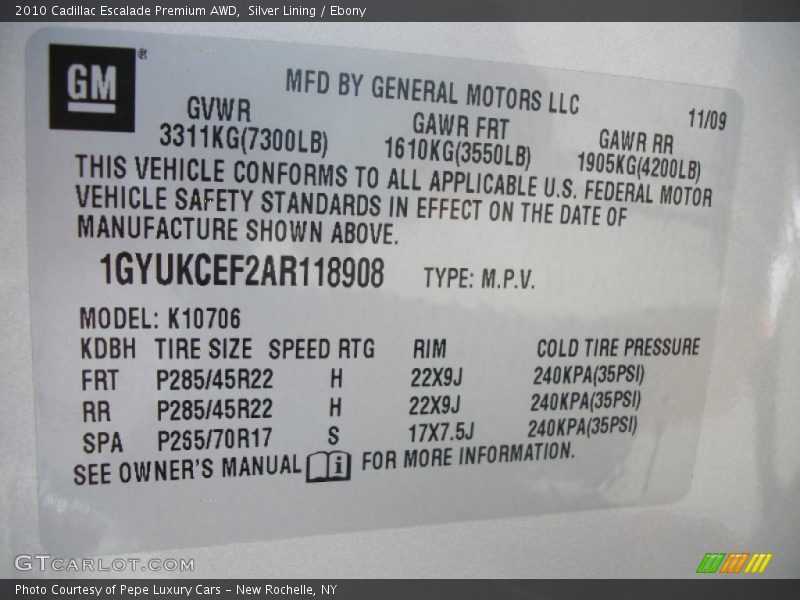 2010 Cadillac Escalade Premium AWD, Silver Lining / Ebony
GM ®
MFD BY GENERAL MOTORS LLC
11/09
GVWR GAWR FRT GAWR RR
3311KG(7300LB) 1610KG(3550LB) 1905KG(4200LB)
THIS VEHICLE CONFORMS TO ALL APPLICABLE U.S. FEDERAL MOTOR
VEHICLE SAFETY STANDARDS IN EFFECT ON THE DATE OF
MANUFACTURE SHOWN ABOVE.
1GYUKCEF2AR118908 TYPE: M.P.V.
MODEL: K10706
KDBH TIRE SIZE SPEED RTG RIM COLD TIRE PRESSURE
FRT P285/45R22 H 22X9J 240KPA(35PSI)
RR P285/45R22 H 22X9J 240KPA(35PSI)
SPA P265/70R17 S 17X7.5J 240KPA(35PSI)
SEE OWNER'S MANUAL i FOR MORE INFORMATION.
GTCARLOT.COM
Photo Courtesy of Pepe Luxury Cars - New Rochelle, NY